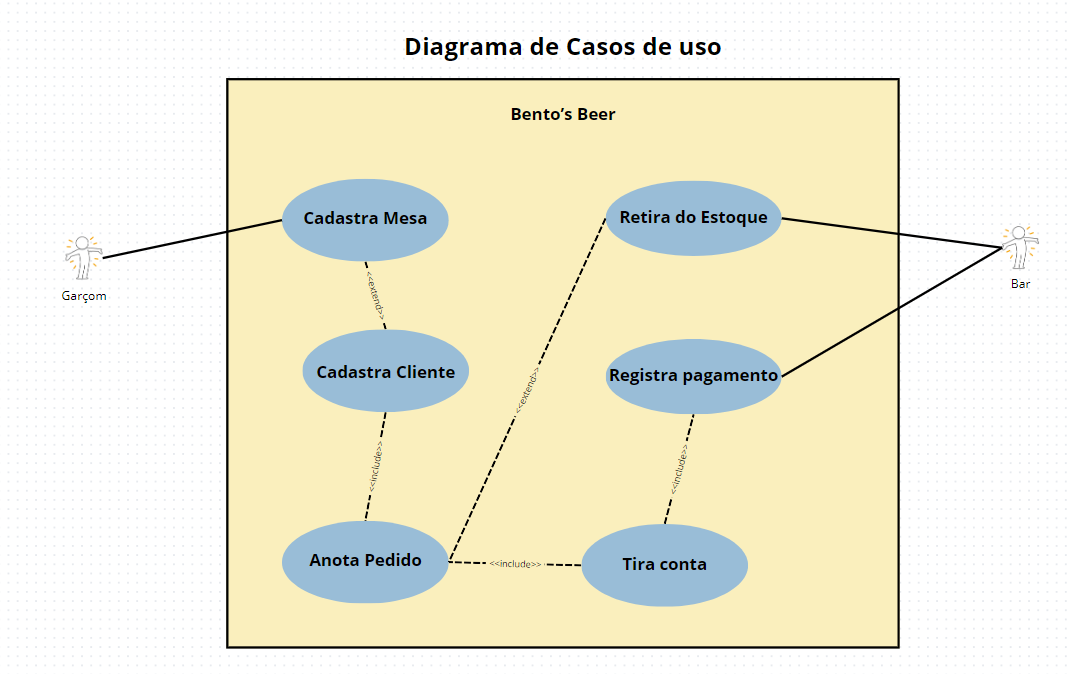 Diagrama de Casos de uso
Bento’s Beer
Cadastra Mesa
Retira do Estoque
Garçom
Bar
<<extend>>
Cadastra Cliente
Registra pagamento
<<extend>>
<<include>>
<<include>>
Anota Pedido
<<include>>
Tira conta